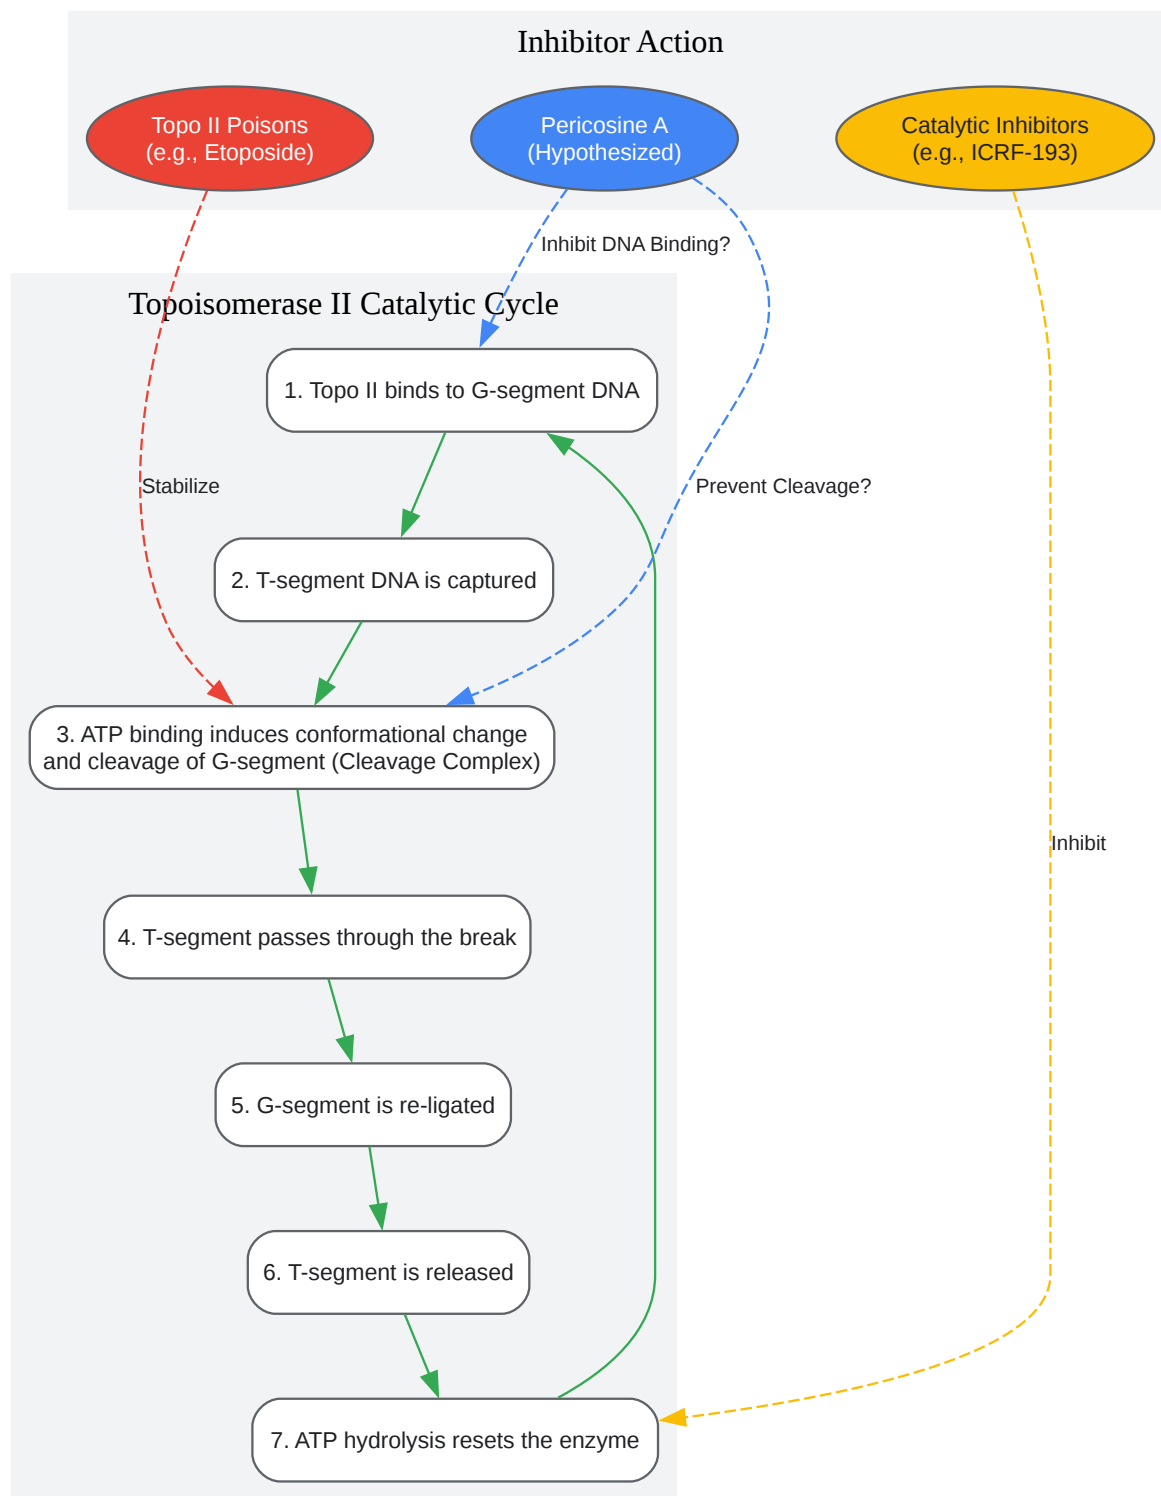 Inhibitor Action
Topo II Poisons
(e.g., Etoposide)
Pericosine A
(Hypothesized)
Catalytic Inhibitors
(e.g., ICRF-193)
Inhibit DNA Binding?
Topoisomerase II Catalytic Cycle
1. Topo II binds to G-segment DNA
Stabilize
Prevent Cleavage?
2. T-segment DNA is captured
3. ATP binding induces conformational change
and cleavage of G-segment (Cleavage Complex)
Inhibit
4. T-segment passes through the break
5. G-segment is re-ligated
6. T-segment is released
7. ATP hydrolysis resets the enzyme